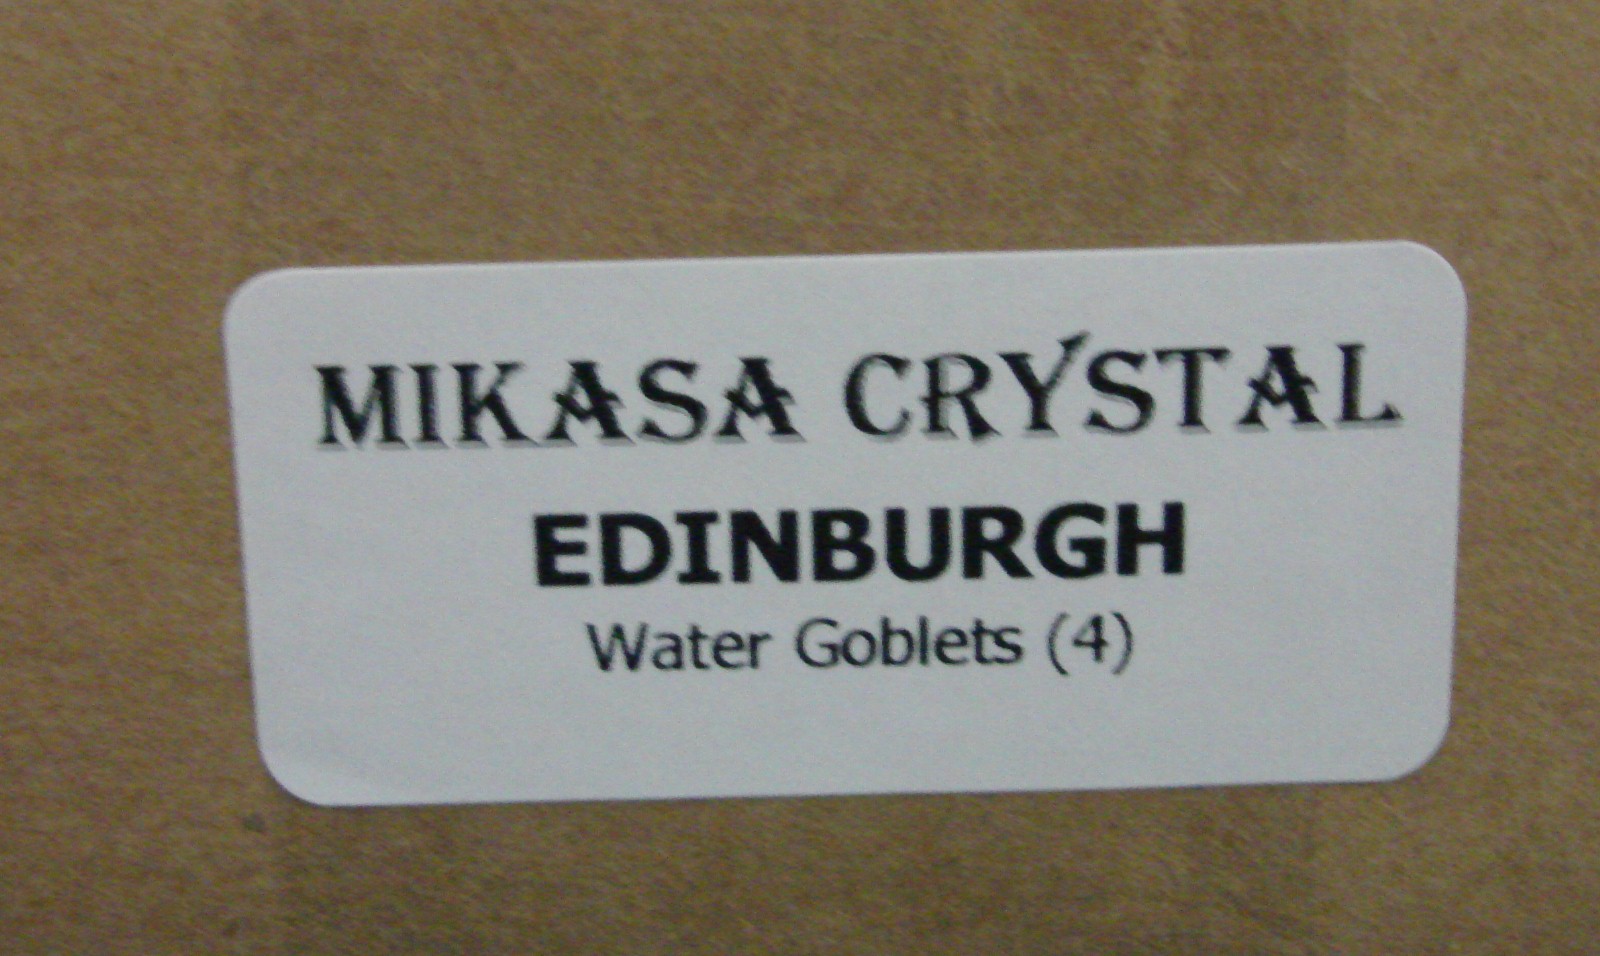 MIKASA CRYSTAL
EDINBURGH
Water Goblets (4)